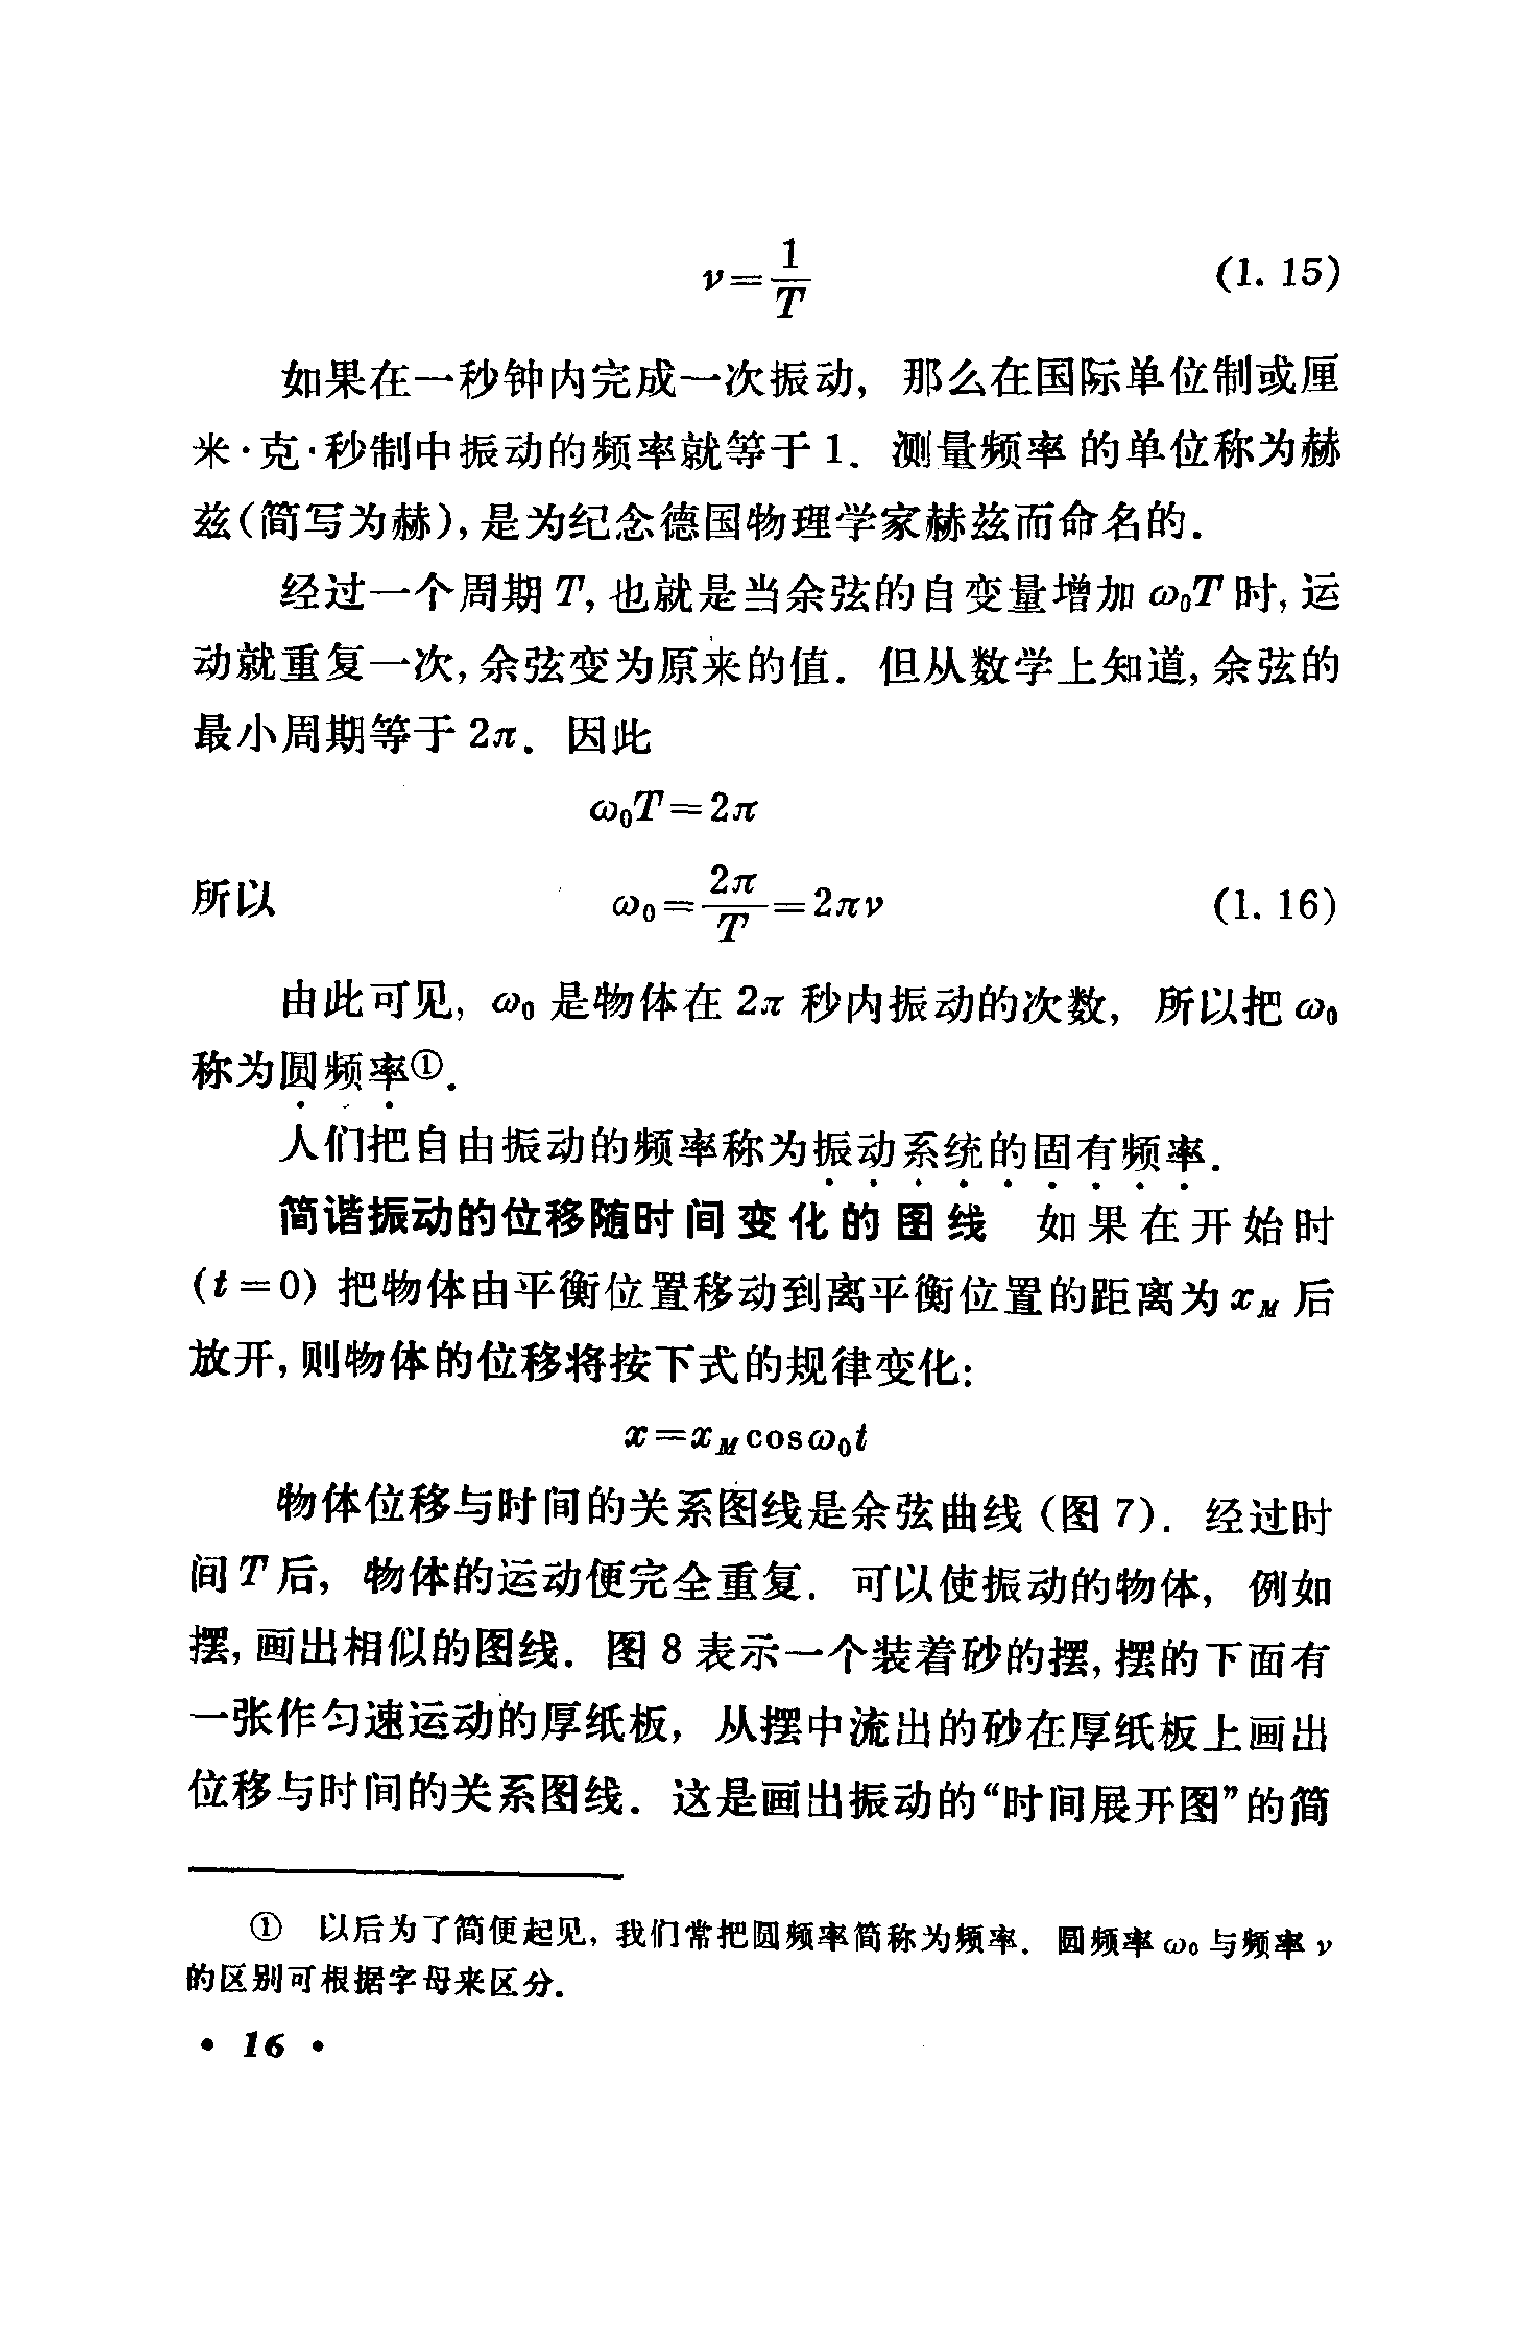 ν=1/T (1. 15)
如果在一秒钟内完成一次振动，那么在国际单位制或厘
米·克·秒制中振动的频率就等于 1．测量频率的单位称为赫
兹(简写为赫)，是为纪念德国物理学家赫兹而命名的．
经过一个周期 T，也就是当余弦的自变量增加 ω₀T 时，运
动就重复一次，余弦变为原来的值．但从数学上知道，余弦的
最小周期等于 2π．因此
ω₀T=2π
所以 ω₀=2π/T=2πν (1. 16)
由此可见，ω₀ 是物体在 2π 秒内振动的次数，所以把 ω₀
称为圆频率①．
人们把自由振动的频率称为振动系统的固有频率．
简谐振动的位移随时间变化的图线 如果在开始时
(t=0) 把物体由平衡位置移动到离平衡位置的距离为 x_M 后
放开，则物体的位移将按下式的规律变化：
x=x_M cosω₀t
物体位移与时间的关系图线是余弦曲线 (图 7)．经过时
间 T 后，物体的运动便完全重复．可以使振动的物体，例如
摆，画出相似的图线．图 8 表示一个装着砂的摆，摆的下面有
一张作匀速运动的厚纸板，从摆中流出的砂在厚纸板上画出
位移与时间的关系图线．这是画出振动的“时间展开图”的简
① 以后为了简便起见，我们常把圆频率简称为频率．圆频率 ω₀ 与频率 ν
的区别可根据字母来区分．
• 16 •